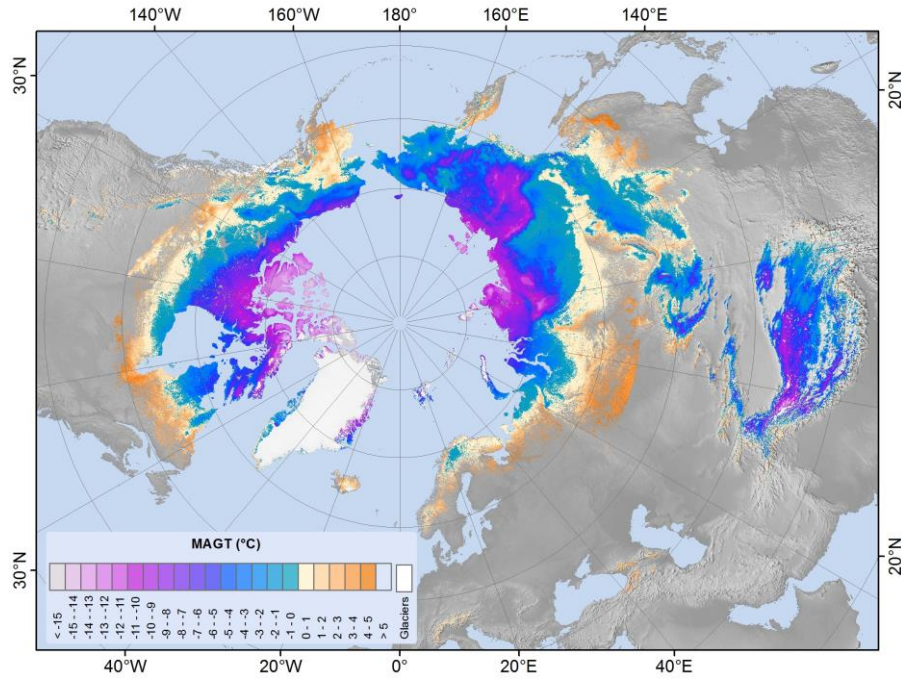 140°W 160°W 180° 160°E 140°E
30°N
20°N
MAGT (°C)
< -15
-15 - -14
-14 - -13
-13 - -12
-12 - -11
-11 - -10
-10 - -9
-9 - -8
-8 - -7
-7 - -6
-6 - -5
-5 - -4
-4 - -3
-3 - -2
-2 - -1
-1 - 0
0 - 1
1 - 2
2 - 3
3 - 4
4 - 5
> 5
Glaciers
30°N
20°N
40°W 20°W 0° 20°E 40°E